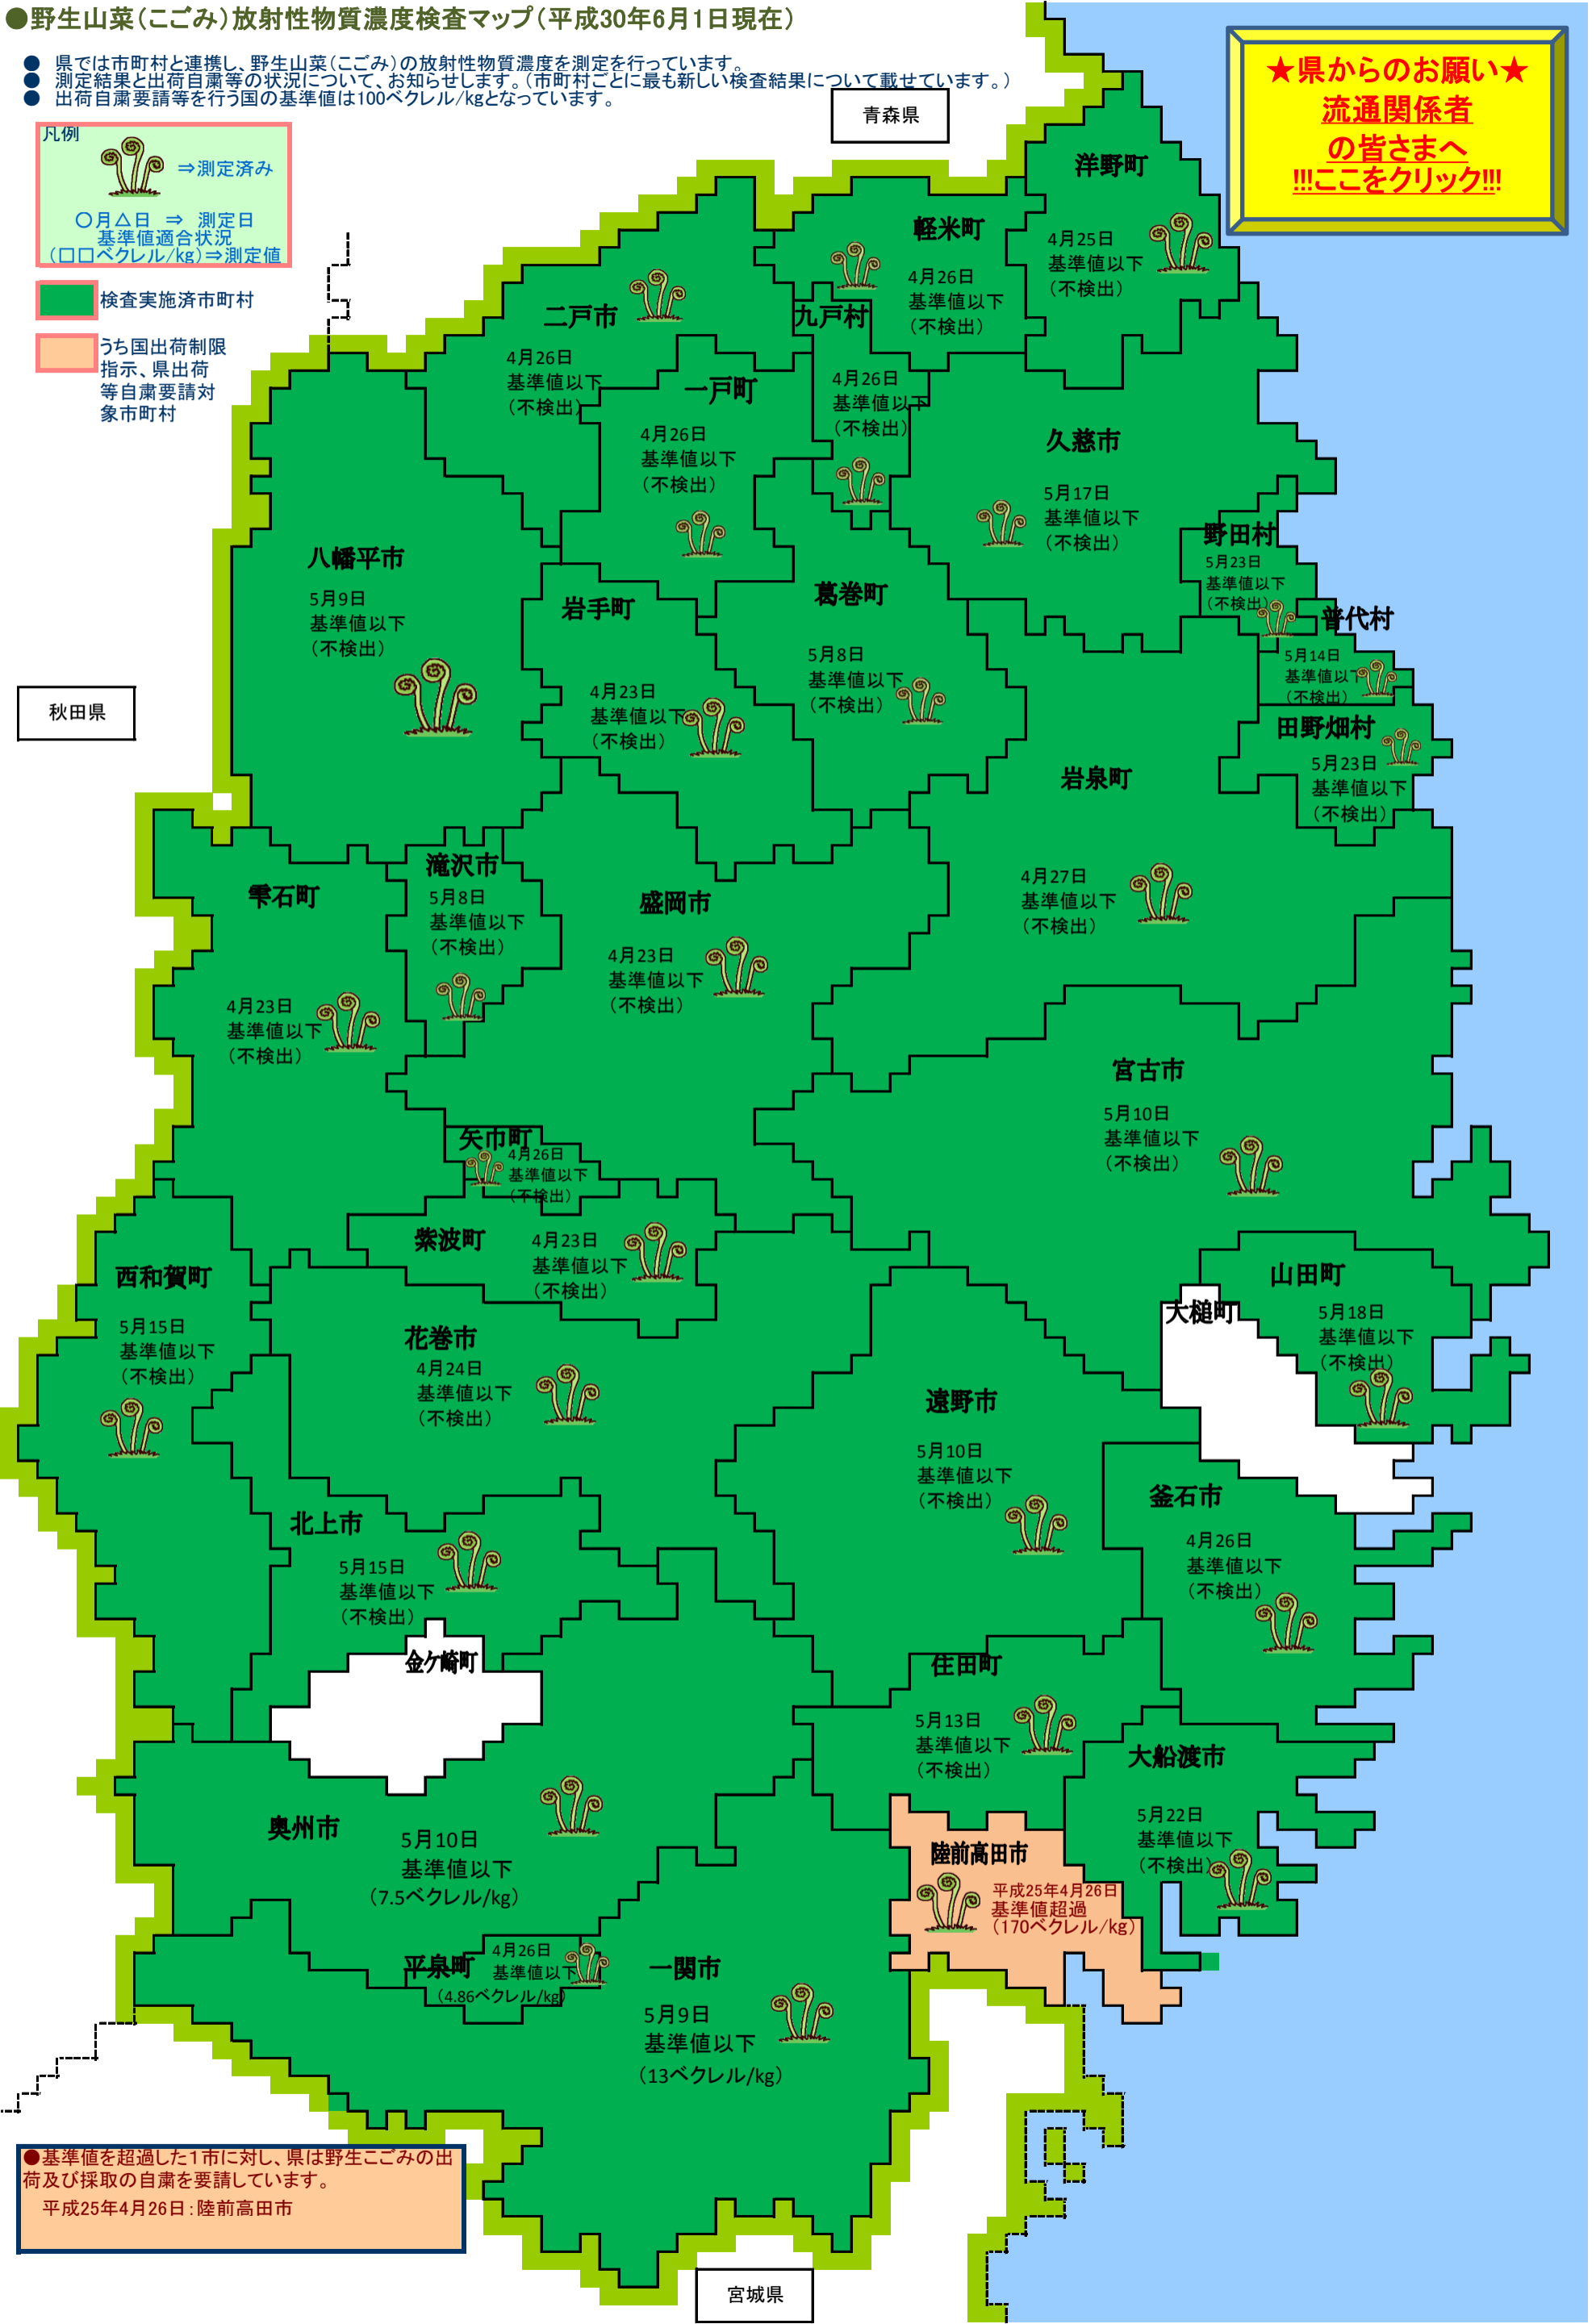 ●野生山菜（こごみ）放射性物質濃度検査マップ（平成30年6月1日現在）
● 県では市町村と連携し、野生山菜（こごみ）の放射性物質濃度を測定を行っています。
● 測定結果と出荷自粛等の状況について、お知らせします。（市町村ごとに最も新しい検査結果について載せています。）
● 出荷自粛要請等を行う国の基準値は100ベクレル/kgとなっています。
★県からのお願い★
流通関係者
の皆さまへ
!!!ここをクリック!!!
凡例
⇒測定済み
〇月△日 ⇒ 測定日
基準値適合状況
（□□ベクレル/kg）⇒測定値
検査実施済市町村
うち国出荷制限
指示、県出荷
等自粛要請対
象市町村
青森県
洋野町
4月25日
基準値以下
（不検出）
軽米町
4月26日
基準値以下
（不検出）
二戸市
4月26日
基準値以下
（不検出）
九戸村
4月26日
基準値以下
（不検出）
一戸町
4月26日
基準値以下
（不検出）
久慈市
5月17日
基準値以下
（不検出）
野田村
5月23日
基準値以下
（不検出）
八幡平市
5月9日
基準値以下
（不検出）
岩手町
4月23日
基準値以下
（不検出）
葛巻町
5月8日
基準値以下
（不検出）
普代村
5月14日
基準値以下
（不検出）
秋田県
田野畑村
5月23日
基準値以下
（不検出）
岩泉町
4月27日
基準値以下
（不検出）
滝沢市
5月8日
基準値以下
（不検出）
雫石町
4月23日
基準値以下
（不検出）
盛岡市
4月23日
基準値以下
（不検出）
宮古市
5月10日
基準値以下
（不検出）
矢巾町
4月26日
基準値以下
（不検出）
紫波町
4月23日
基準値以下
（不検出）
西和賀町
5月15日
基準値以下
（不検出）
山田町
5月18日
基準値以下
（不検出）
大槌町
花巻市
4月24日
基準値以下
（不検出）
遠野市
5月10日
基準値以下
（不検出）
釜石市
4月26日
基準値以下
（不検出）
北上市
5月15日
基準値以下
（不検出）
金ケ崎町
住田町
5月13日
基準値以下
（不検出）
大船渡市
5月22日
基準値以下
（不検出）
奥州市
5月10日
基準値以下
（7.5ベクレル/kg）
陸前高田市
平成25年4月26日
基準値超過
（170ベクレル/kg）
平泉町
4月26日
基準値以下
（4.86ベクレル/kg）
一関市
5月9日
基準値以下
（13ベクレル/kg）
●基準値を超過した１市に対し、県は野生こごみの出
荷及び採取の自粛を要請しています。
平成25年4月26日：陸前高田市
宮城県